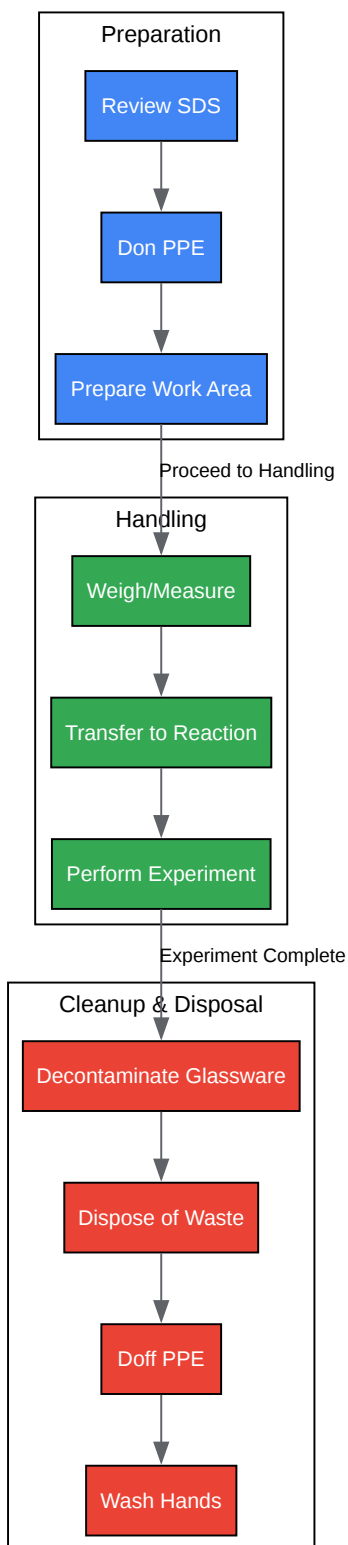 Preparation
Review SDS
Don PPE
Prepare Work Area
Proceed to Handling
Handling
Weigh/Measure
Transfer to Reaction
Perform Experiment
Experiment Complete
Cleanup & Disposal
Decontaminate Glassware
Dispose of Waste
Doff PPE
Wash Hands